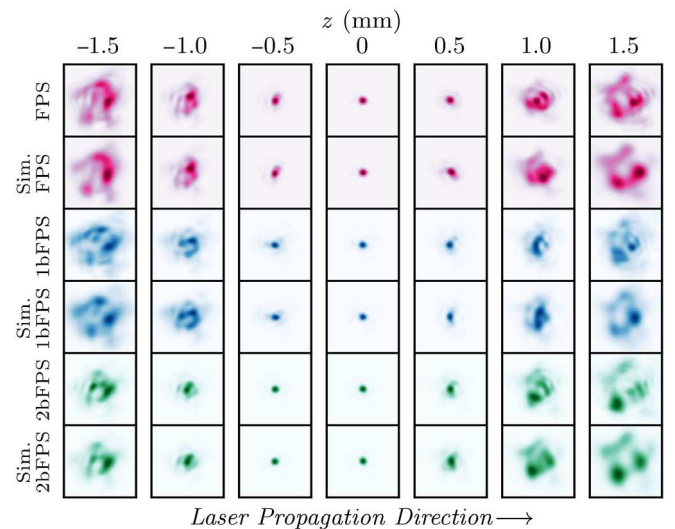 z (mm)
–1.5 –1.0 –0.5 0 0.5 1.0 1.5
FPS
Sim.
FPS
1bFPS
Sim.
1bFPS
2bFPS
Sim.
2bFPS
Laser Propagation Direction ⟶